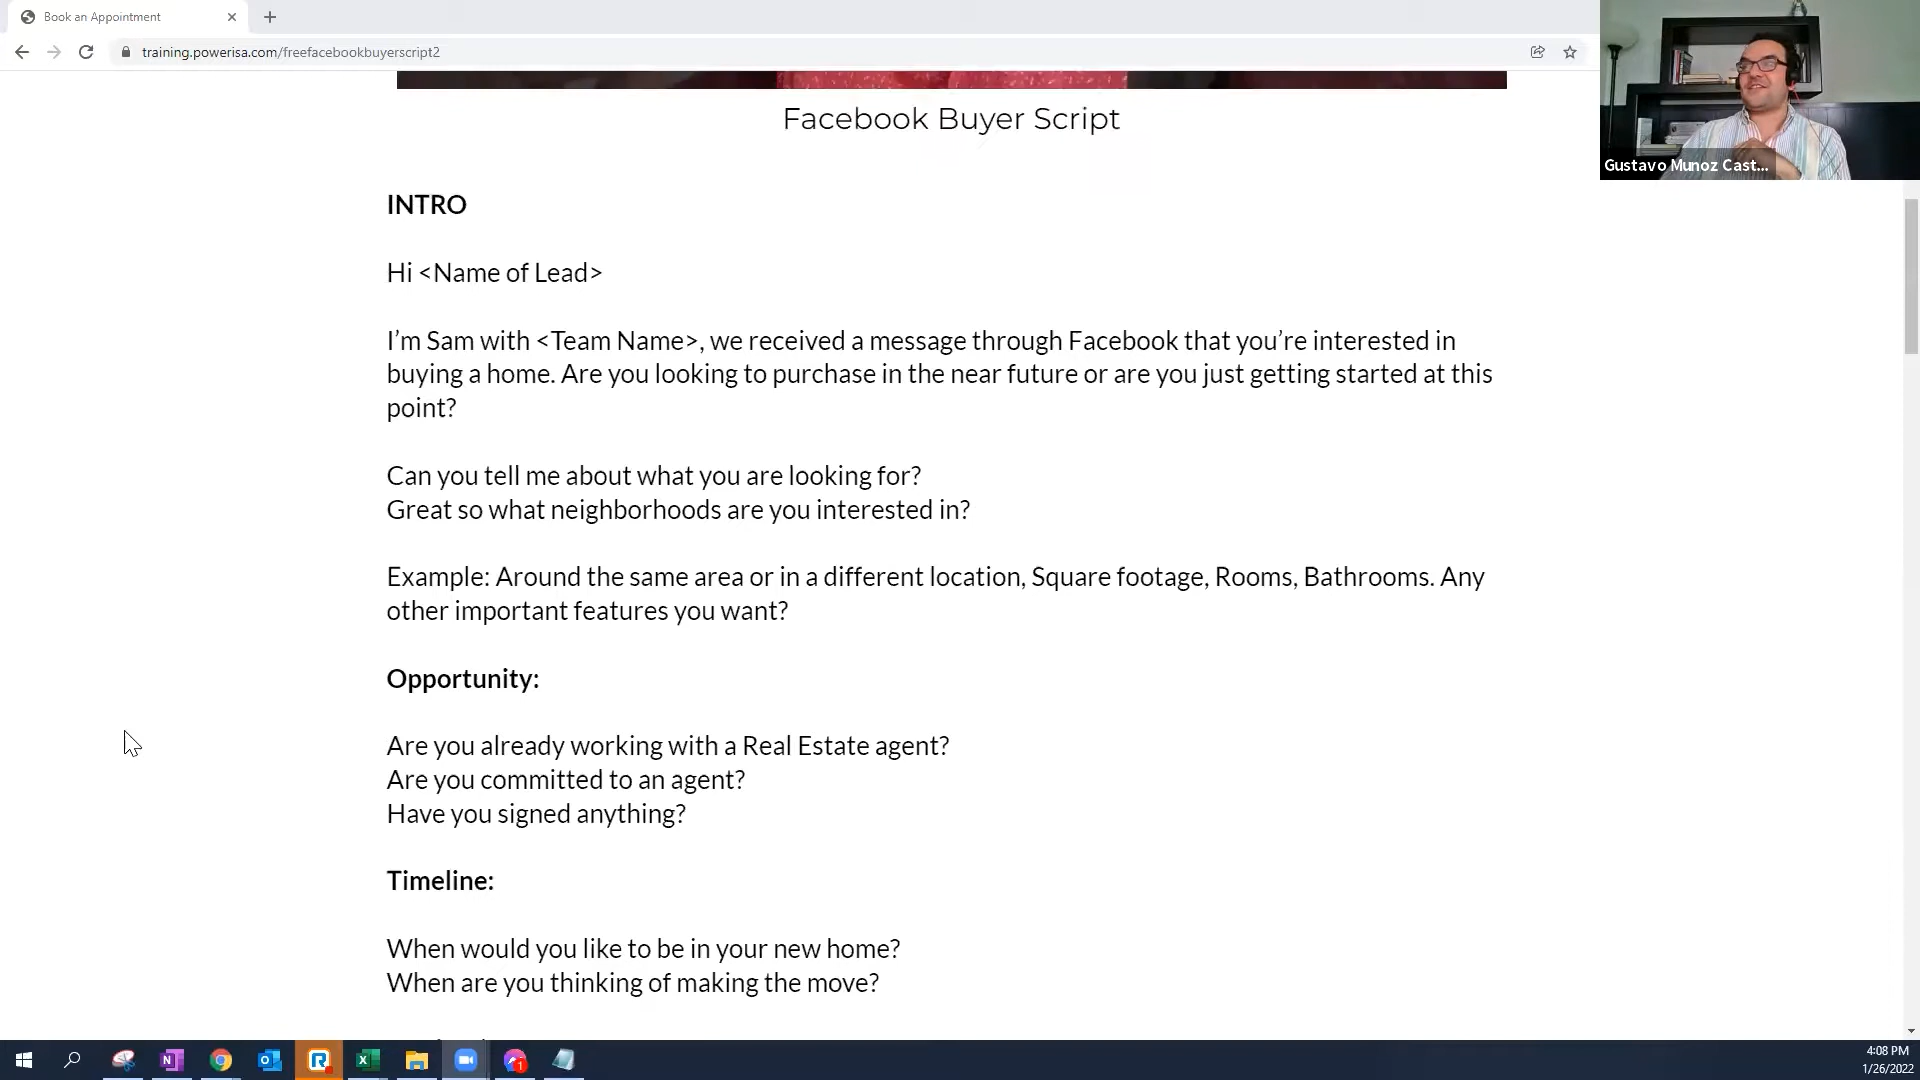 Book an Appointment
training.powerisa.com/freefacebookbuyerscript2
Gustavo Munoz Cast...
Facebook Buyer Script
INTRO
Hi <Name of Lead>
I’m Sam with <Team Name>, we received a message through Facebook that you’re interested in
buying a home. Are you looking to purchase in the near future or are you just getting started at this
point?
Can you tell me about what you are looking for?
Great so what neighborhoods are you interested in?
Example: Around the same area or in a different location, Square footage, Rooms, Bathrooms. Any
other important features you want?
Opportunity:
Are you already working with a Real Estate agent?
Are you committed to an agent?
Have you signed anything?
Timeline:
When would you like to be in your new home?
When are you thinking of making the move?
4:08 PM
1/26/2022